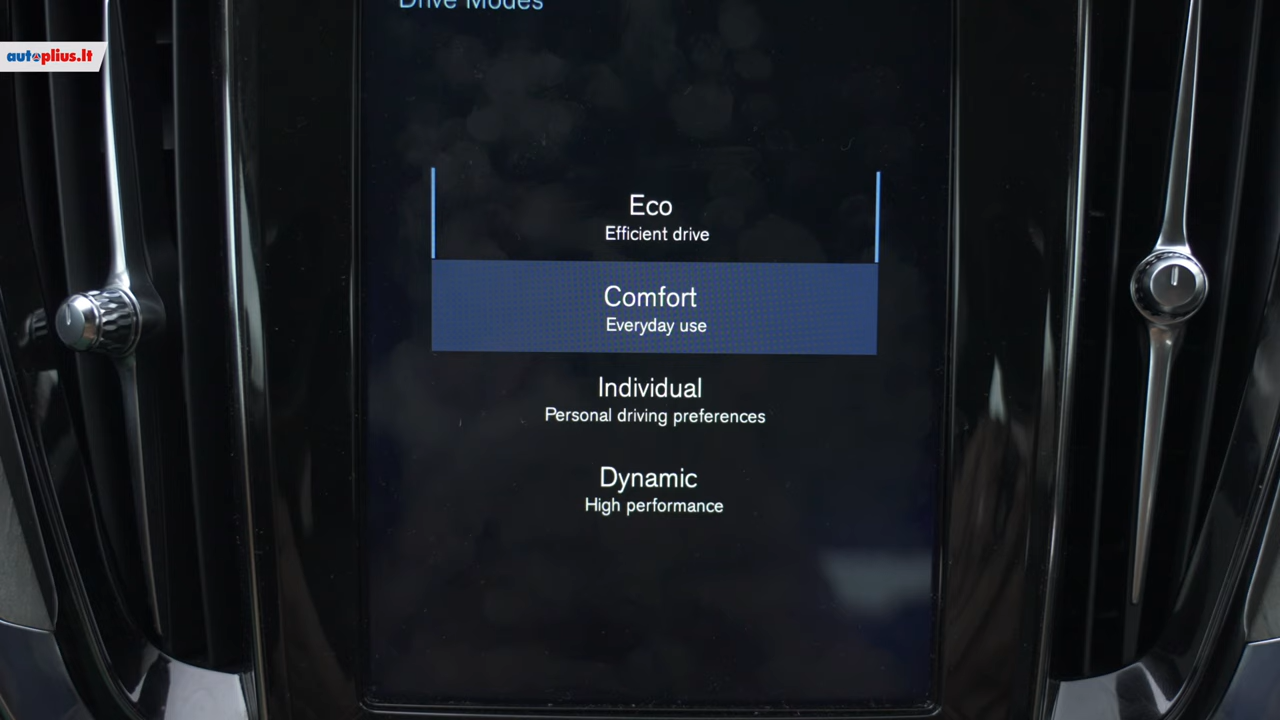 Drive Modes
autoplius.lt
Eco
Efficient drive
Comfort
Everyday use
Individual
Personal driving preferences
Dynamic
High performance